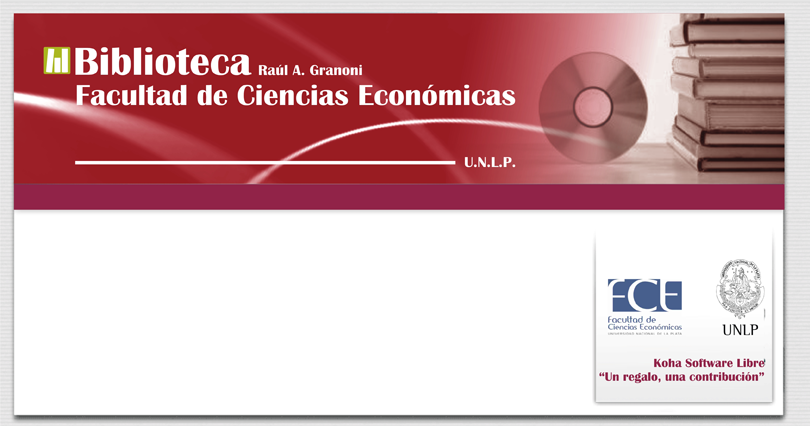 Biblioteca Raúl A. Granoni
Facultad de Ciencias Económicas
U.N.L.P.
FCE
Facultad de
Ciencias Económicas
UNIVERSIDAD NACIONAL DE LA PLATA
UNLP
Koha Software Libre
“Un regalo, una contribución”